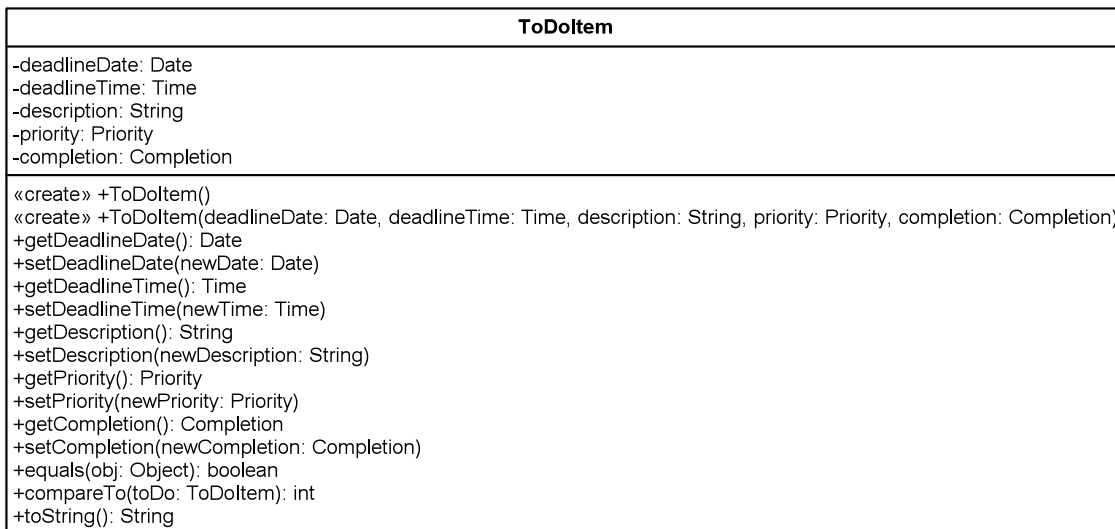 ToDoItem
-deadlineDate: Date
-deadlineTime: Time
-description: String
-priority: Priority
-completion: Completion
«create» +ToDoItem()
«create» +ToDoItem(deadlineDate: Date, deadlineTime: Time, description: String, priority: Priority, completion: Completion)
+getDeadlineDate(): Date
+setDeadlineDate(newDate: Date)
+getDeadlineTime(): Time
+setDeadlineTime(newTime: Time)
+getDescription(): String
+setDescription(newDescription: String)
+getPriority(): Priority
+setPriority(newPriority: Priority)
+getCompletion(): Completion
+setCompletion(newCompletion: Completion)
+equals(obj: Object): boolean
+compareTo(toDo: ToDoItem): int
+toString(): String